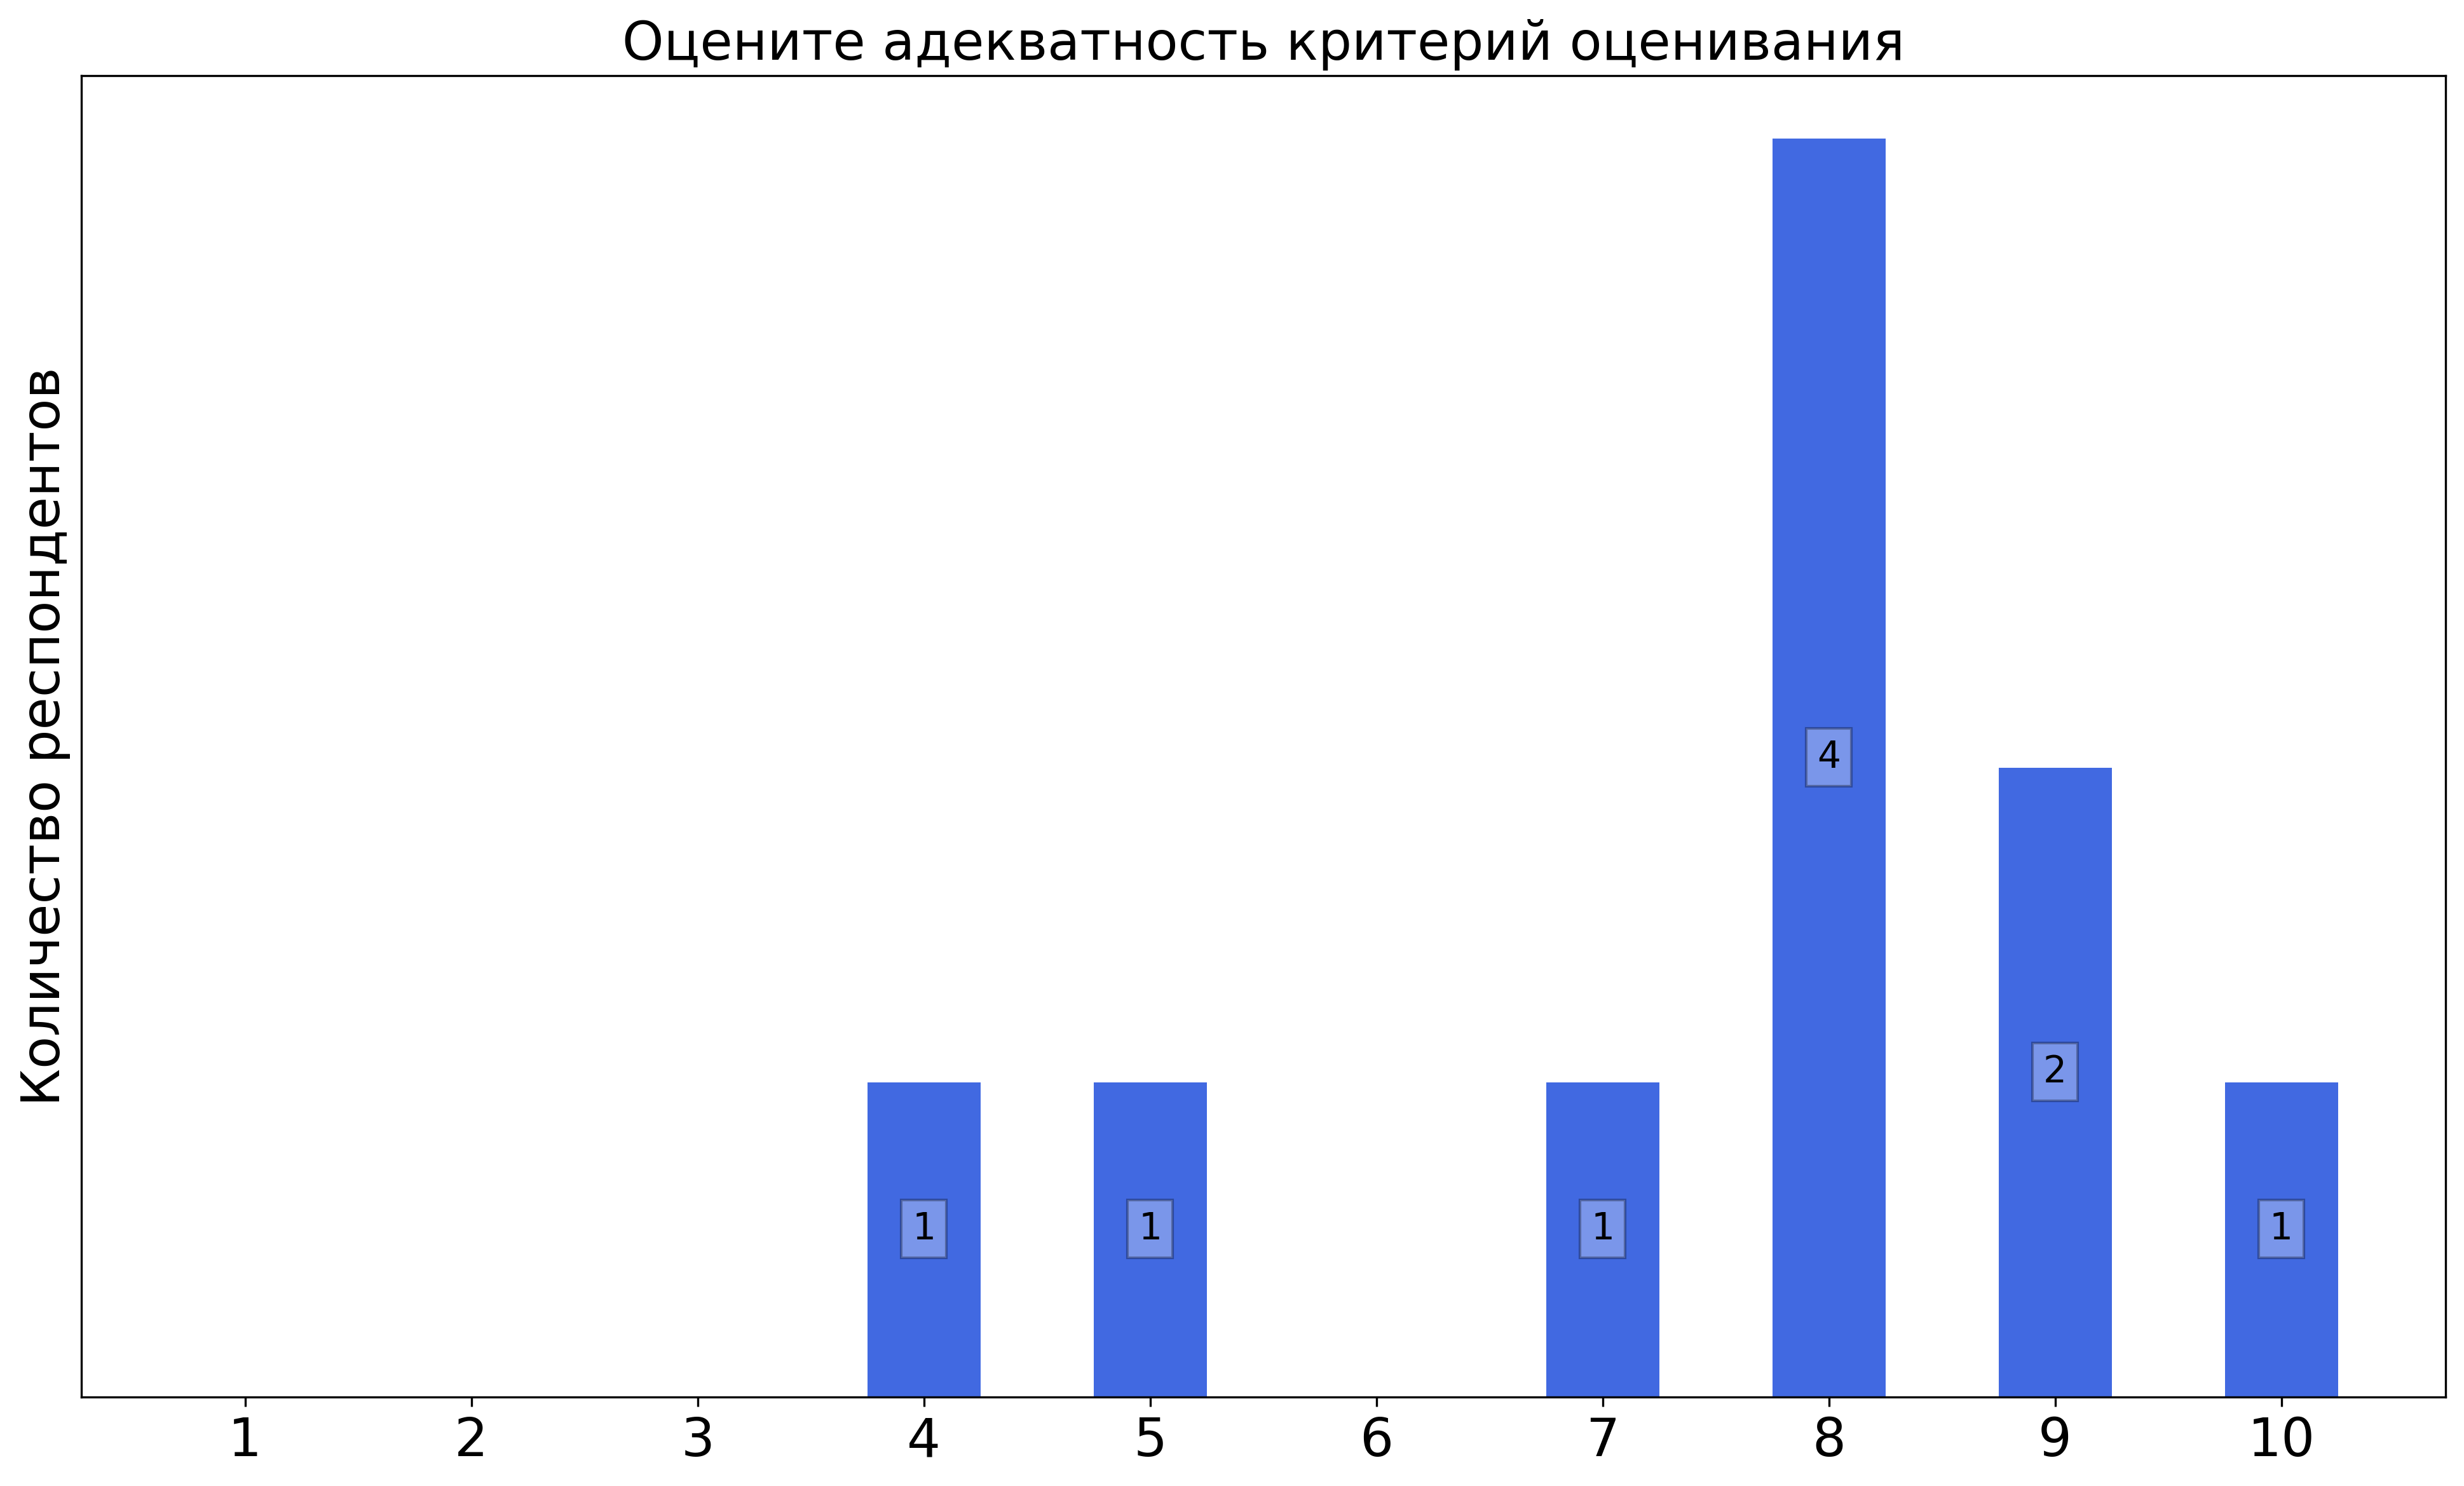 Оцените адекватность критерий оценивания
Количество респондентов
4
2
1 1 1 1
1 2 3 4 5 6 7 8 9 10